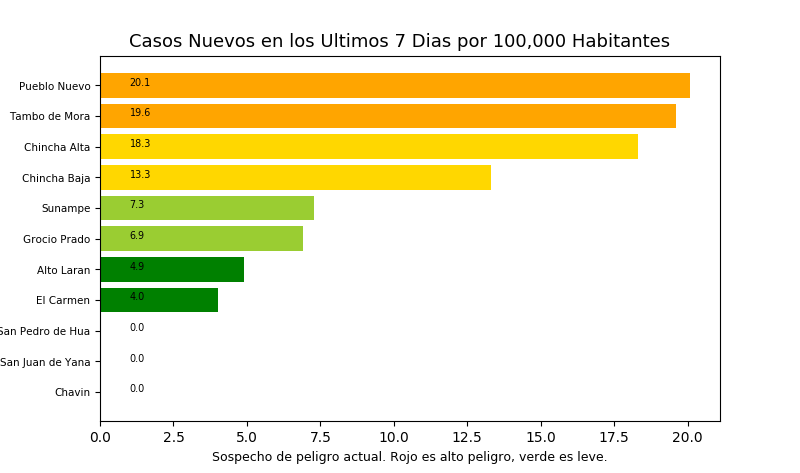 Casos Nuevos en los Ultimos 7 Dias por 100,000 Habitantes
Pueblo Nuevo 20.1
Tambo de Mora 19.6
Chincha Alta 18.3
Chincha Baja 13.3
Sunampe 7.3
Grocio Prado 6.9
Alto Laran 4.9
El Carmen 4.0
San Pedro de Hua 0.0
San Juan de Yana 0.0
Chavin 0.0
0.0 2.5 5.0 7.5 10.0 12.5 15.0 17.5 20.0
Sospecho de peligro actual. Rojo es alto peligro, verde es leve.